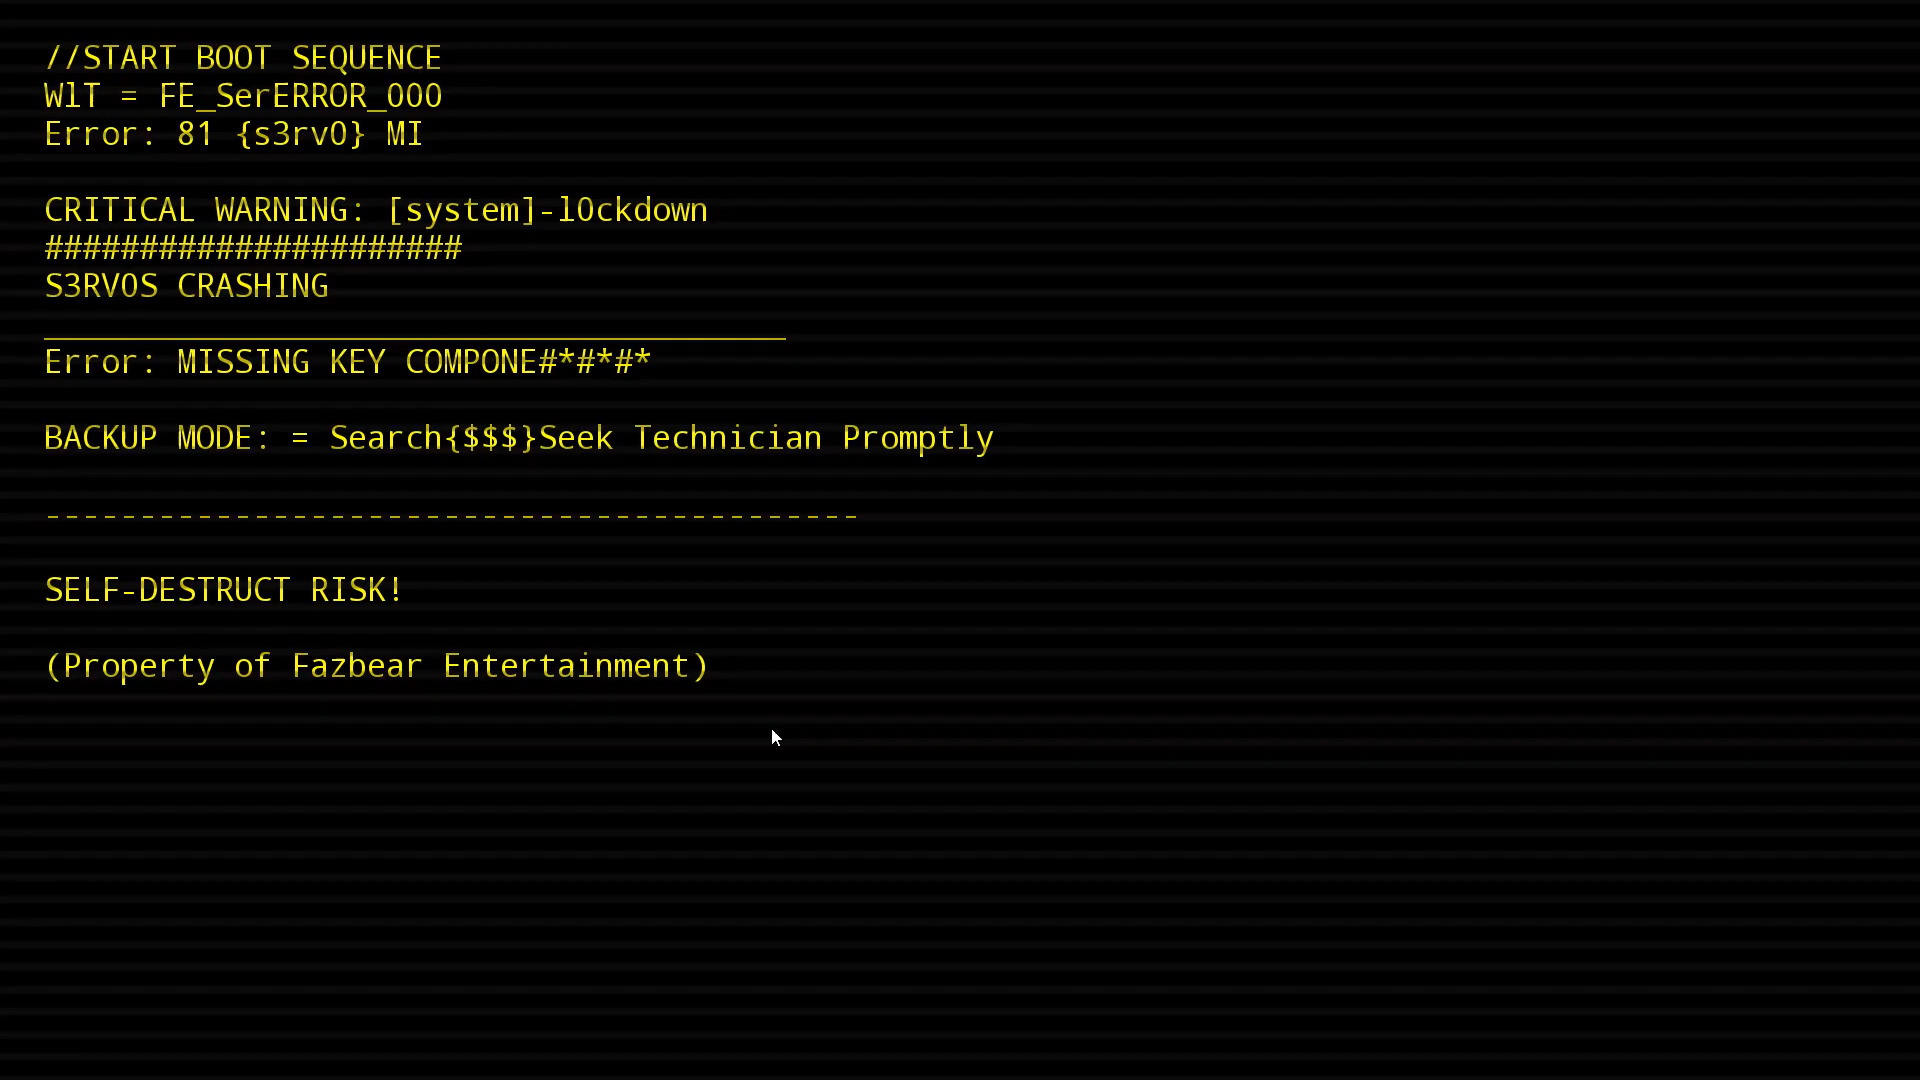 //START BOOT SEQUENCE
WlT = FE_SerERROR_000
Error: 81 {s3rv0} MI
CRITICAL WARNING: [system]-l0ckdown
######################
S3RVOS CRASHING
_______________________________________
Error: MISSING KEY COMPONE#*#*#*
BACKUP MODE: = Search{$$$}Seek Technician Promptly
-------------------------------------------
SELF-DESTRUCT RISK!
(Property of Fazbear Entertainment)